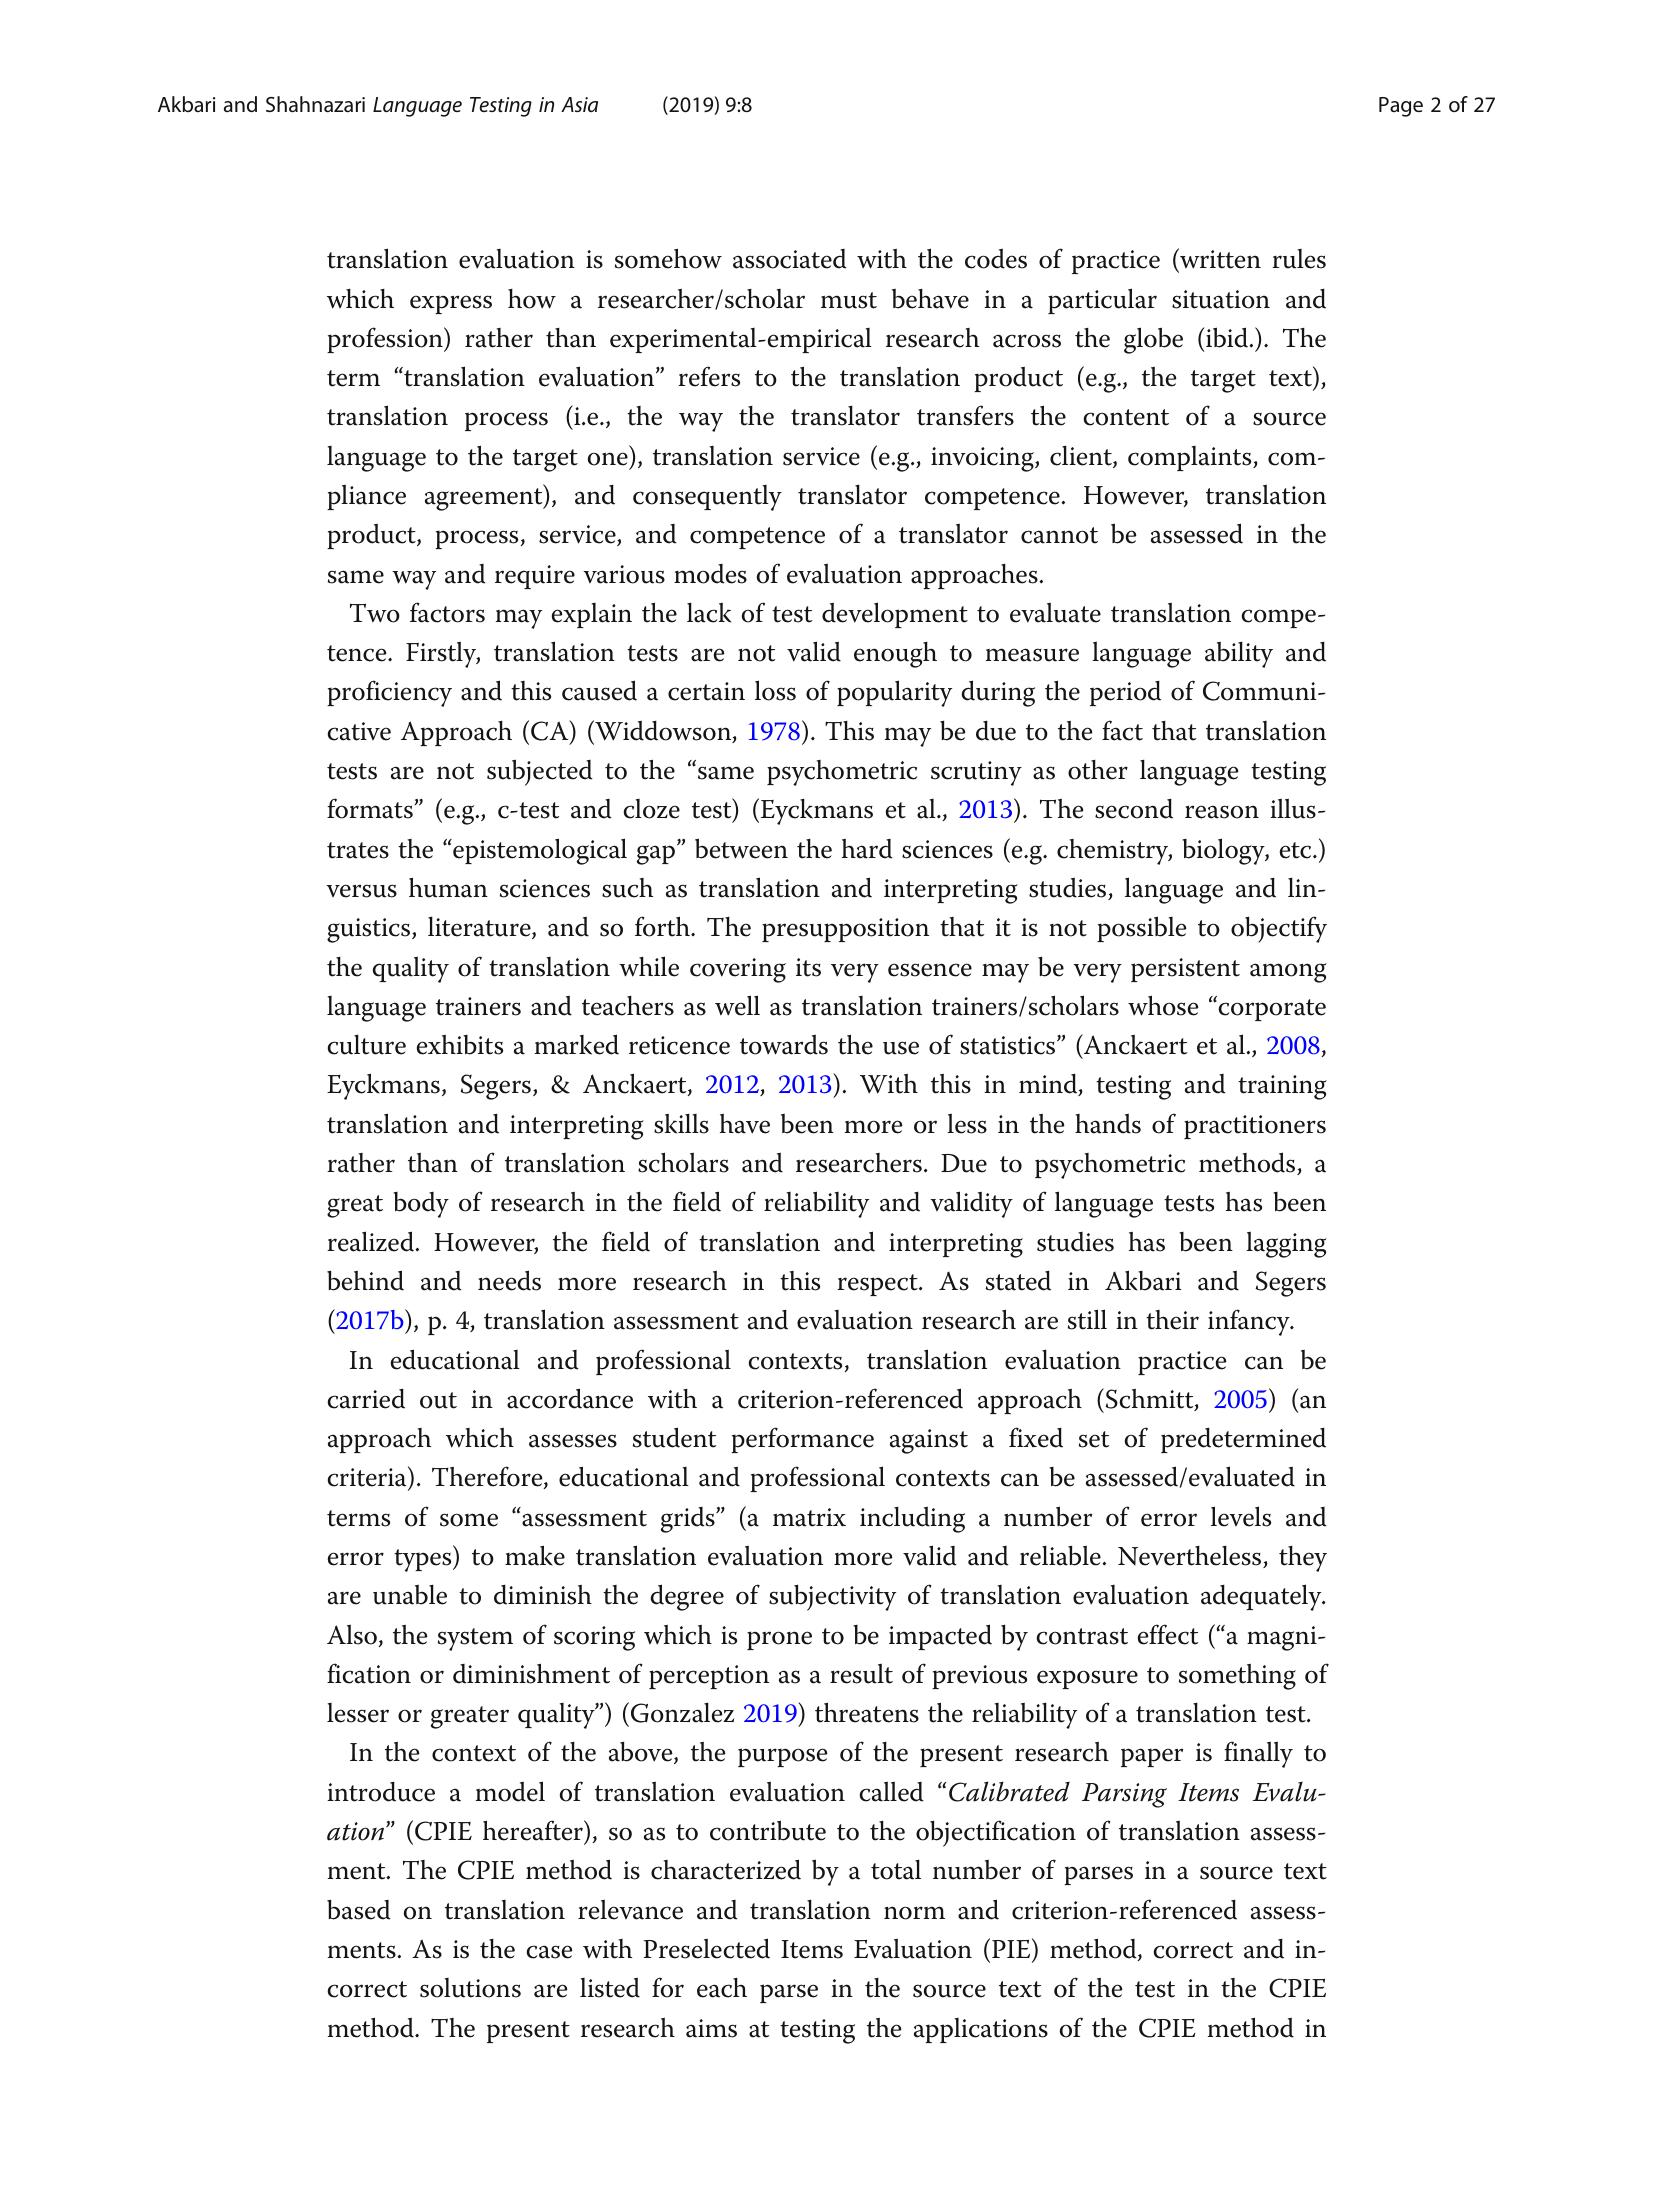 Akbari and Shahnazari Language Testing in Asia (2019) 9:8 Page 2 of 27
translation evaluation is somehow associated with the codes of practice (written rules
which express how a researcher/scholar must behave in a particular situation and
profession) rather than experimental-empirical research across the globe (ibid.). The
term “translation evaluation” refers to the translation product (e.g., the target text),
translation process (i.e., the way the translator transfers the content of a source
language to the target one), translation service (e.g., invoicing, client, complaints, com-
pliance agreement), and consequently translator competence. However, translation
product, process, service, and competence of a translator cannot be assessed in the
same way and require various modes of evaluation approaches.
Two factors may explain the lack of test development to evaluate translation compe-
tence. Firstly, translation tests are not valid enough to measure language ability and
proficiency and this caused a certain loss of popularity during the period of Communi-
cative Approach (CA) (Widdowson, 1978). This may be due to the fact that translation
tests are not subjected to the “same psychometric scrutiny as other language testing
formats” (e.g., c-test and cloze test) (Eyckmans et al., 2013). The second reason illus-
trates the “epistemological gap” between the hard sciences (e.g. chemistry, biology, etc.)
versus human sciences such as translation and interpreting studies, language and lin-
guistics, literature, and so forth. The presupposition that it is not possible to objectify
the quality of translation while covering its very essence may be very persistent among
language trainers and teachers as well as translation trainers/scholars whose “corporate
culture exhibits a marked reticence towards the use of statistics” (Anckaert et al., 2008,
Eyckmans, Segers, & Anckaert, 2012, 2013). With this in mind, testing and training
translation and interpreting skills have been more or less in the hands of practitioners
rather than of translation scholars and researchers. Due to psychometric methods, a
great body of research in the field of reliability and validity of language tests has been
realized. However, the field of translation and interpreting studies has been lagging
behind and needs more research in this respect. As stated in Akbari and Segers
(2017b), p. 4, translation assessment and evaluation research are still in their infancy.
In educational and professional contexts, translation evaluation practice can be
carried out in accordance with a criterion-referenced approach (Schmitt, 2005) (an
approach which assesses student performance against a fixed set of predetermined
criteria). Therefore, educational and professional contexts can be assessed/evaluated in
terms of some “assessment grids” (a matrix including a number of error levels and
error types) to make translation evaluation more valid and reliable. Nevertheless, they
are unable to diminish the degree of subjectivity of translation evaluation adequately.
Also, the system of scoring which is prone to be impacted by contrast effect (“a magni-
fication or diminishment of perception as a result of previous exposure to something of
lesser or greater quality”) (Gonzalez 2019) threatens the reliability of a translation test.
In the context of the above, the purpose of the present research paper is finally to
introduce a model of translation evaluation called “Calibrated Parsing Items Evalu-
ation” (CPIE hereafter), so as to contribute to the objectification of translation assess-
ment. The CPIE method is characterized by a total number of parses in a source text
based on translation relevance and translation norm and criterion-referenced assess-
ments. As is the case with Preselected Items Evaluation (PIE) method, correct and in-
correct solutions are listed for each parse in the source text of the test in the CPIE
method. The present research aims at testing the applications of the CPIE method in